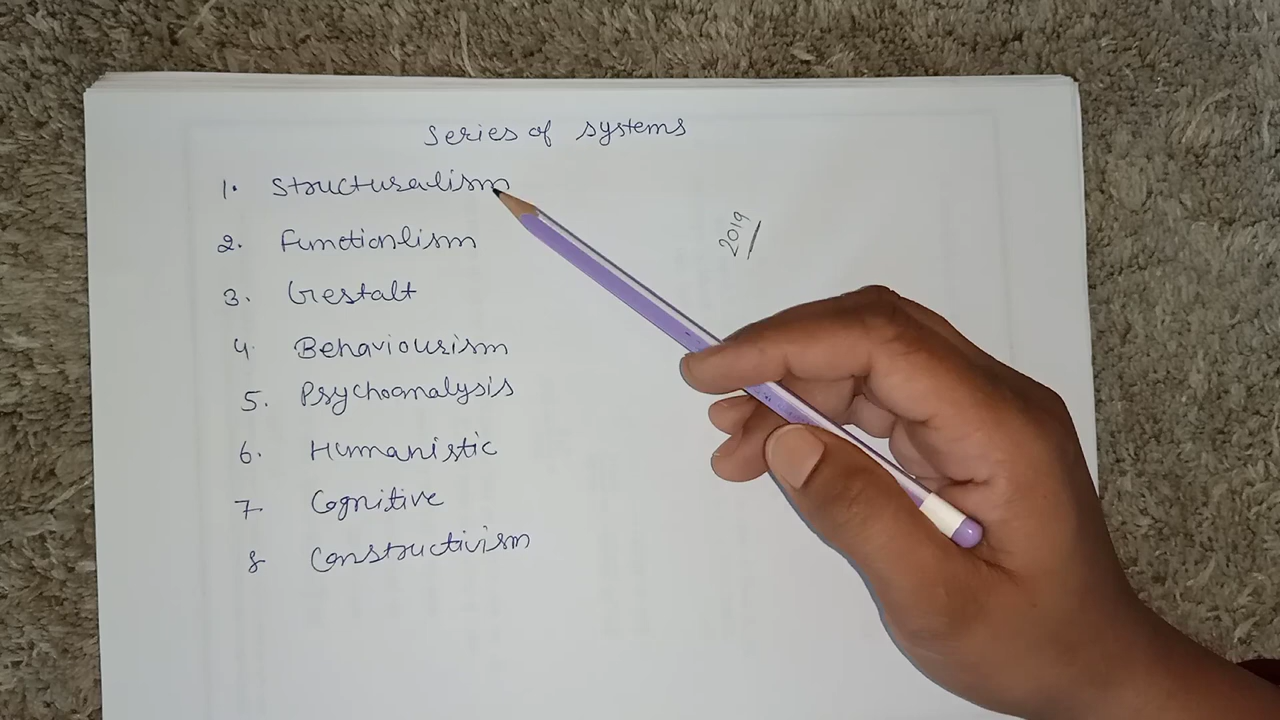 Series of systems
1. Structuralism
2019
2. Functionlism
3. Gestalt
4. Behaviourism
5. Psychoanalysis
6. Humanistic
7. Cognitive
8 Constructivism